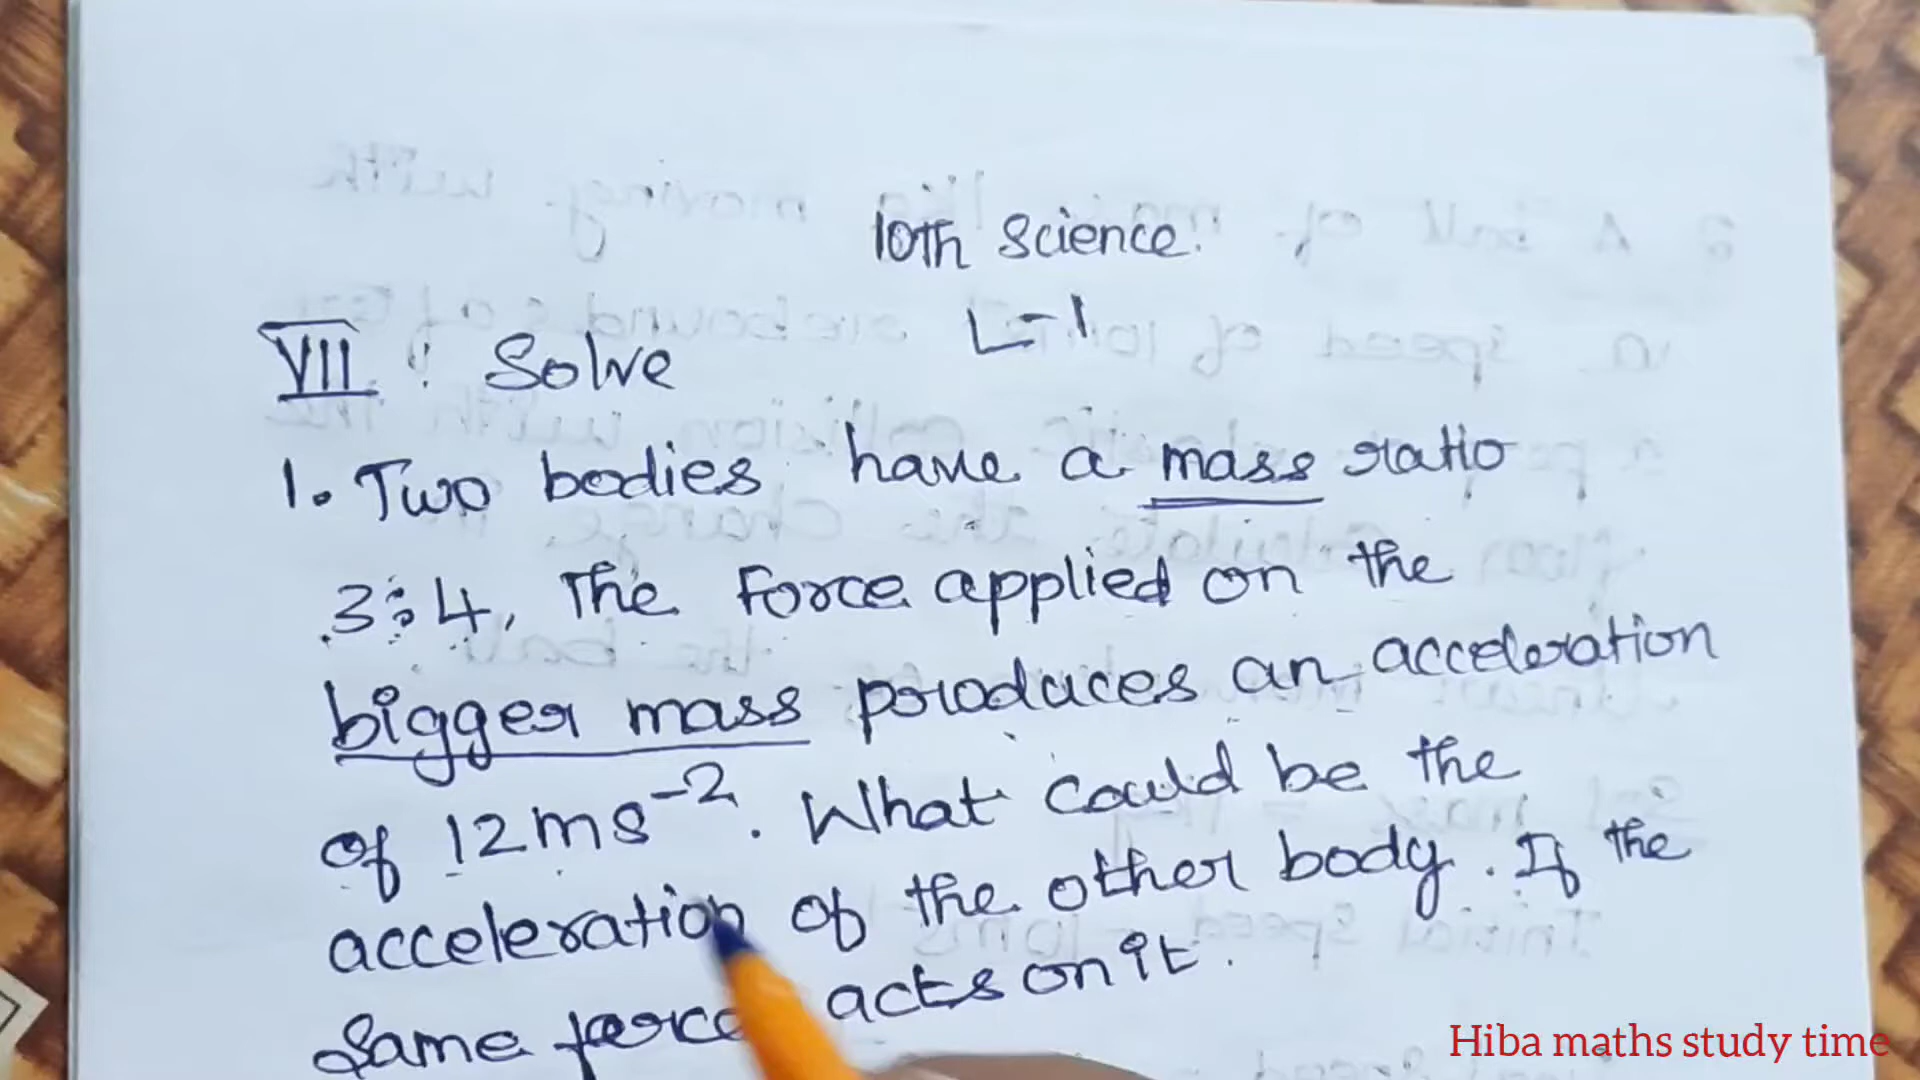 10th Science.
L-1
VII. Solve
1. Two bodies have a mass ratio
3:4, The Force applied on the
bigger mass produces an acceleration
of 12ms⁻². What could be the
acceleration of the other body. If the
Same force acts on it.
Hiba maths study time